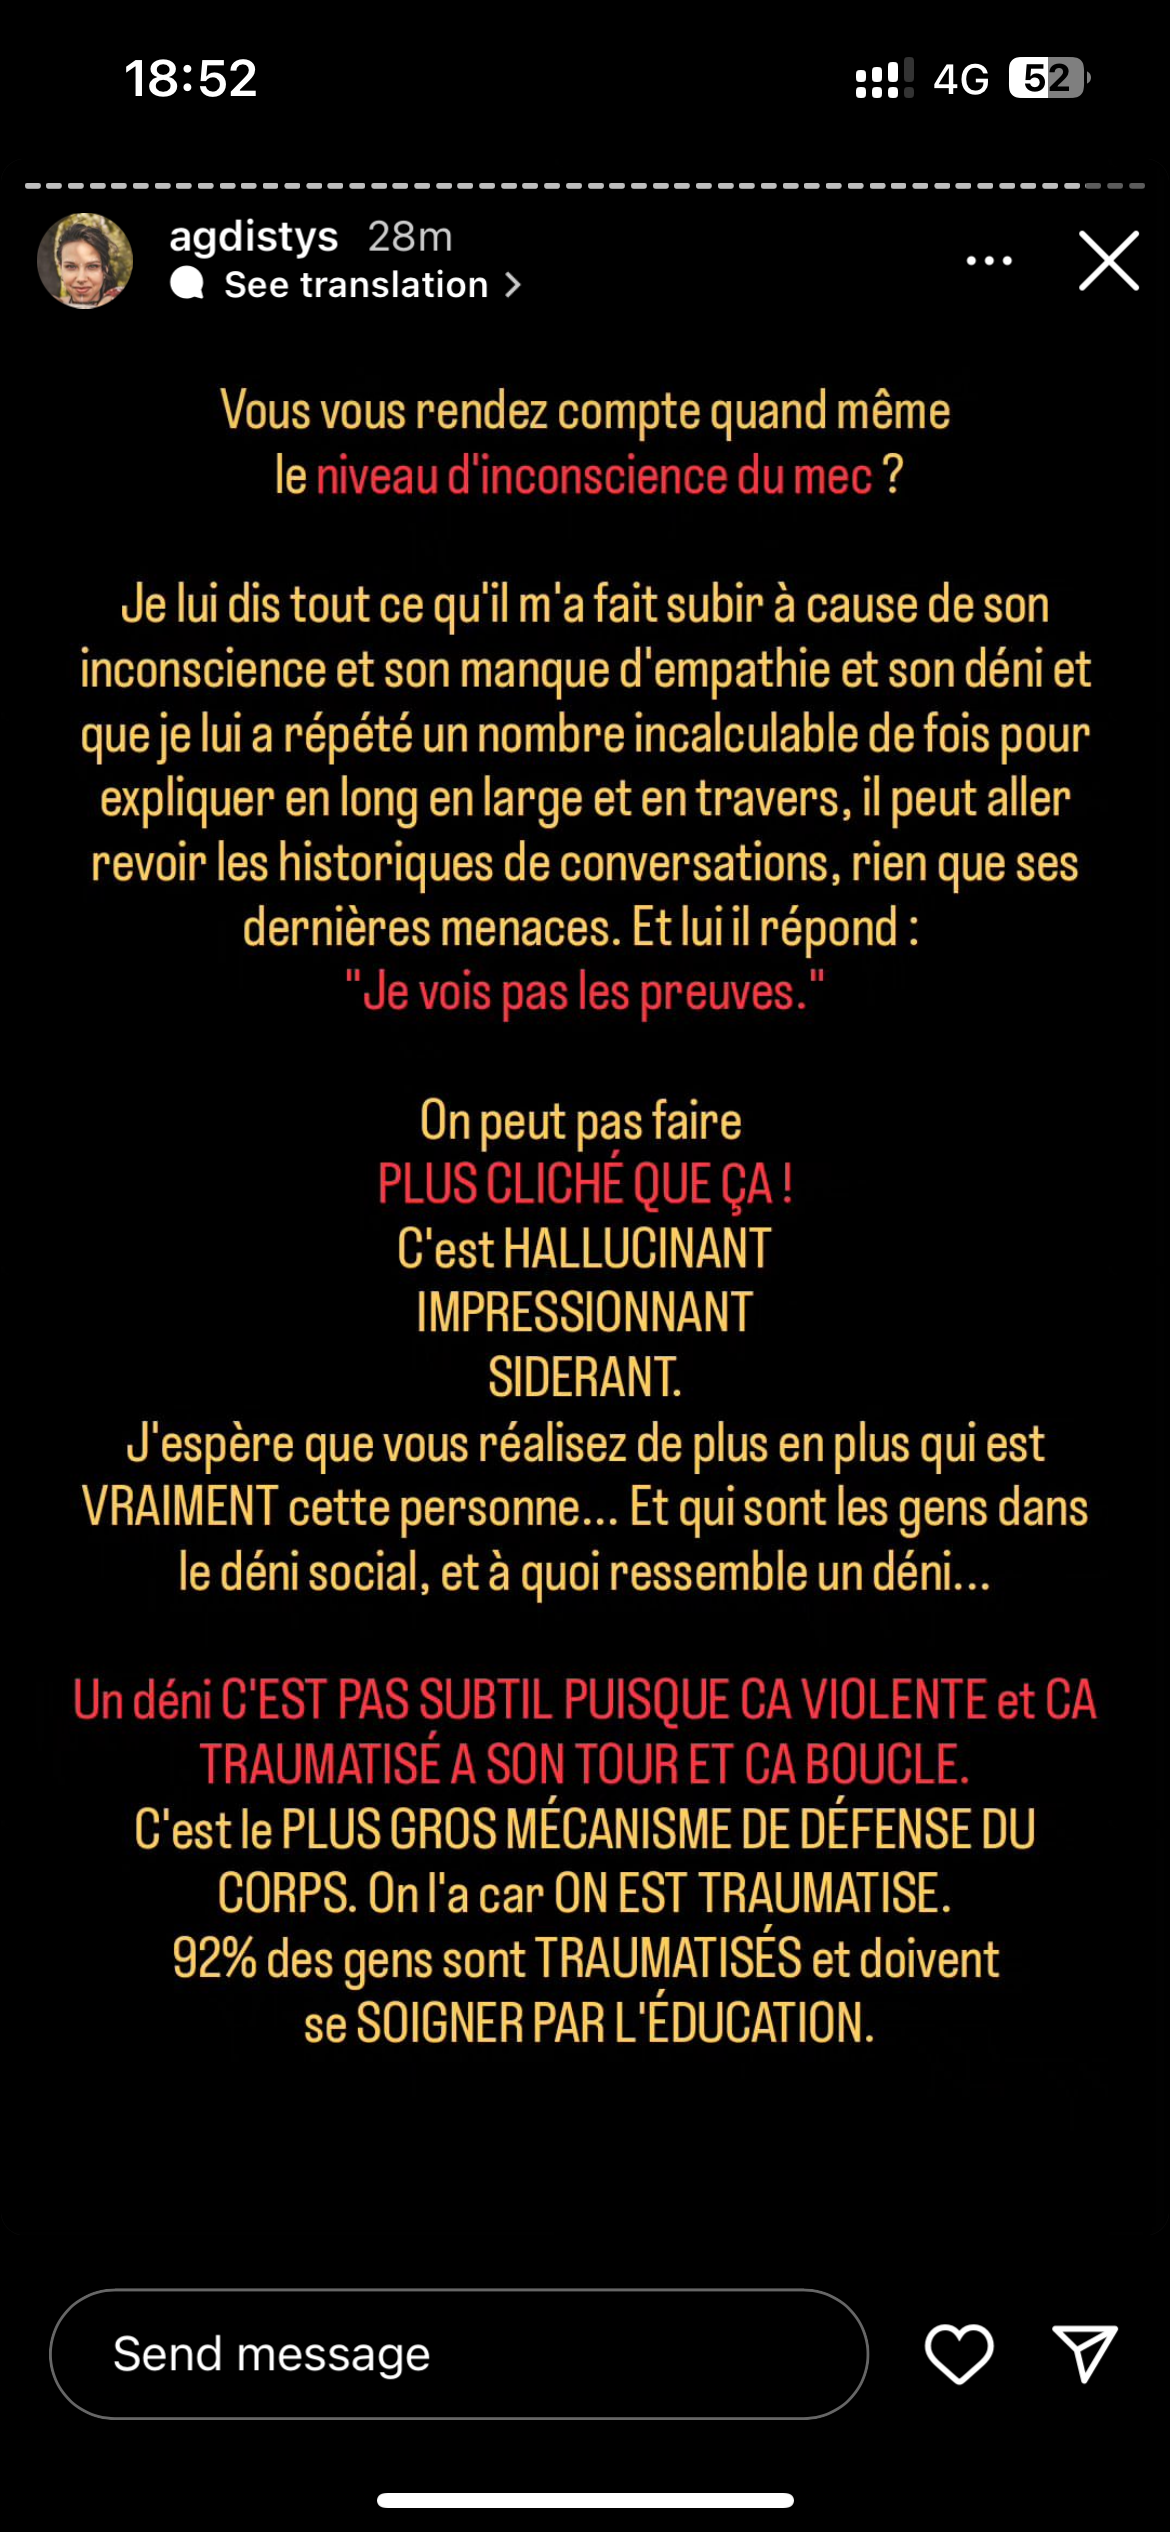 18:52
4G 52
agdistys 28m
See translation >
Vous vous rendez compte quand même
le niveau d'inconscience du mec ?
Je lui dis tout ce qu'il m'a fait subir à cause de son
inconscience et son manque d'empathie et son déni et
que je lui a répété un nombre incalculable de fois pour
expliquer en long en large et en travers, il peut aller
revoir les historiques de conversations, rien que ses
dernières menaces. Et lui il répond :
"Je vois pas les preuves."
On peut pas faire
PLUS CLICHÉ QUE ÇA !
C'est HALLUCINANT
IMPRESSIONNANT
SIDERANT.
J'espère que vous réalisez de plus en plus qui est
VRAIMENT cette personne... Et qui sont les gens dans
le déni social, et à quoi ressemble un déni...
Un déni C'EST PAS SUBTIL PUISQUE CA VIOLENTE et CA
TRAUMATISÉ A SON TOUR ET CA BOUCLE.
C'est le PLUS GROS MÉCANISME DE DÉFENSE DU
CORPS. On l'a car ON EST TRAUMATISE.
92% des gens sont TRAUMATISÉS et doivent
se SOIGNER PAR L'ÉDUCATION.
Send message